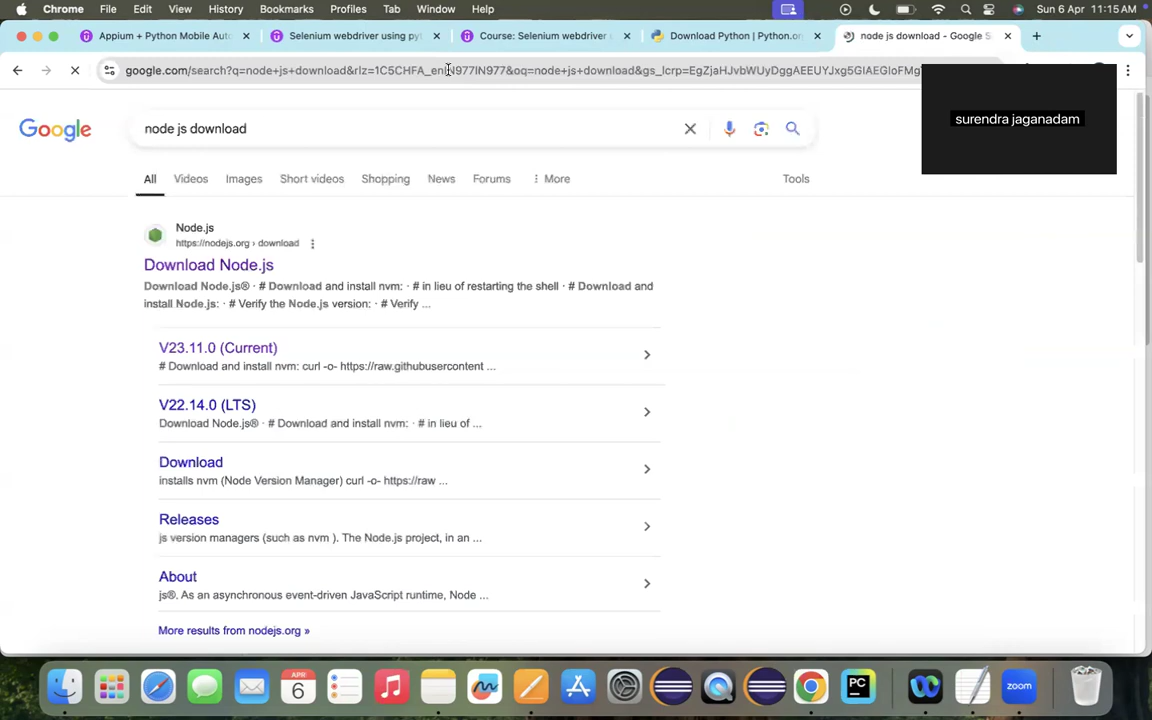 Chrome File Edit View History Bookmarks Profiles Tab Window Help Sun 6 Apr 11:15 AM
Appium + Python Mobile Auto Selenium webdriver using pyt Course: Selenium webdriver u Download Python | Python.or node js download - Google S
google.com/search?q=node+js+download&rlz=1C5CHFA_enIN977IN977&oq=node+js+download&gs_lcrp=EgZjaHJvbWUyDggAEEUYJxg5GIAEGIoFMg
surendra jaganadam
Google node js download
All Videos Images Short videos Shopping News Forums More Tools
Node.js
https://nodejs.org › download
Download Node.js
Download Node.js® · # Download and install nvm: · # in lieu of restarting the shell · # Download and
install Node.js: · # Verify the Node.js version: · # Verify ...
V23.11.0 (Current)
# Download and install nvm: curl -o- https://raw.githubusercontent ...
V22.14.0 (LTS)
Download Node.js® · # Download and install nvm: · # in lieu of ...
Download
installs nvm (Node Version Manager) curl -o- https://raw ...
Releases
js version managers (such as nvm ). The Node.js project, in an ...
About
js®. As an asynchronous event-driven JavaScript runtime, Node ...
More results from nodejs.org »
APR
6
PC
zoom